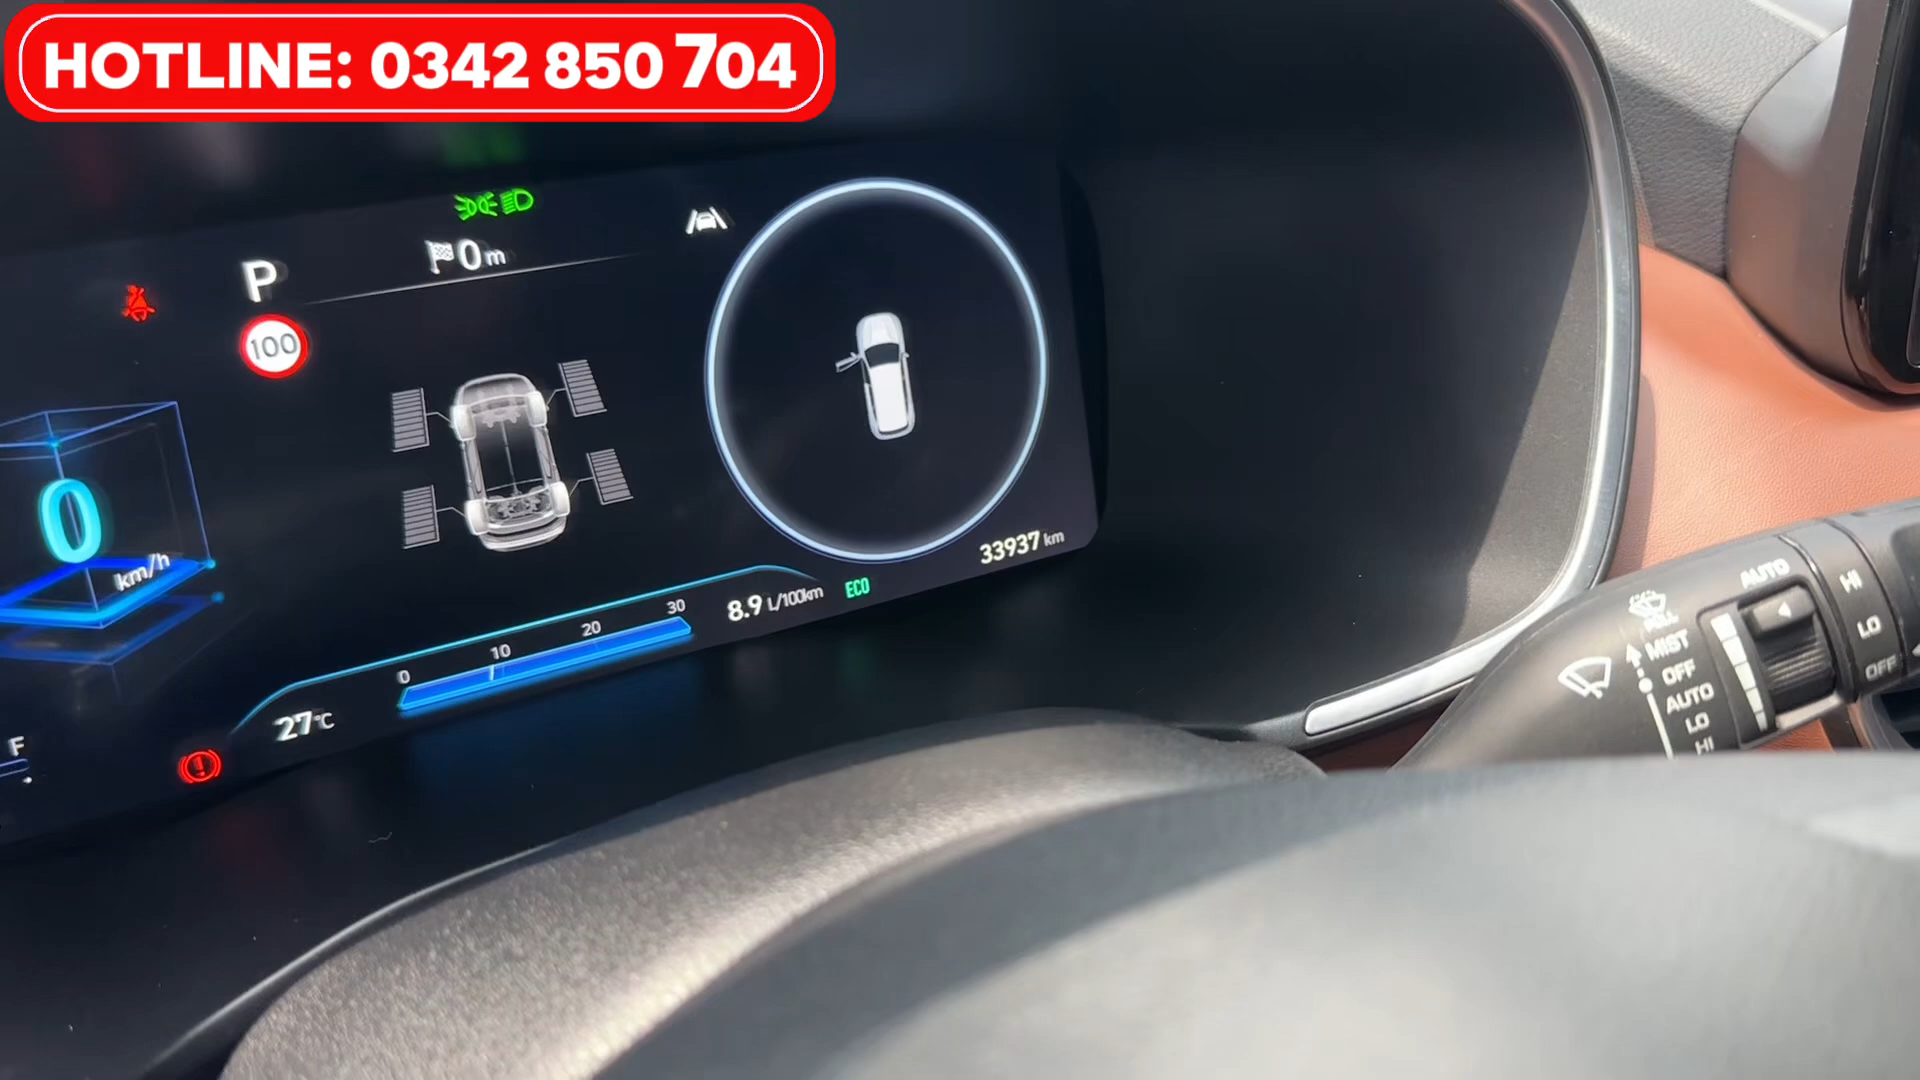 HOTLINE: 0342 850 704
P
0 m
100
0
km/h
33937 km
8.9 L/100km
ECO
0
10
20
30
27°C
F
AUTO
HI
LO
OFF
MIST
OFF
AUTO
LO
HI